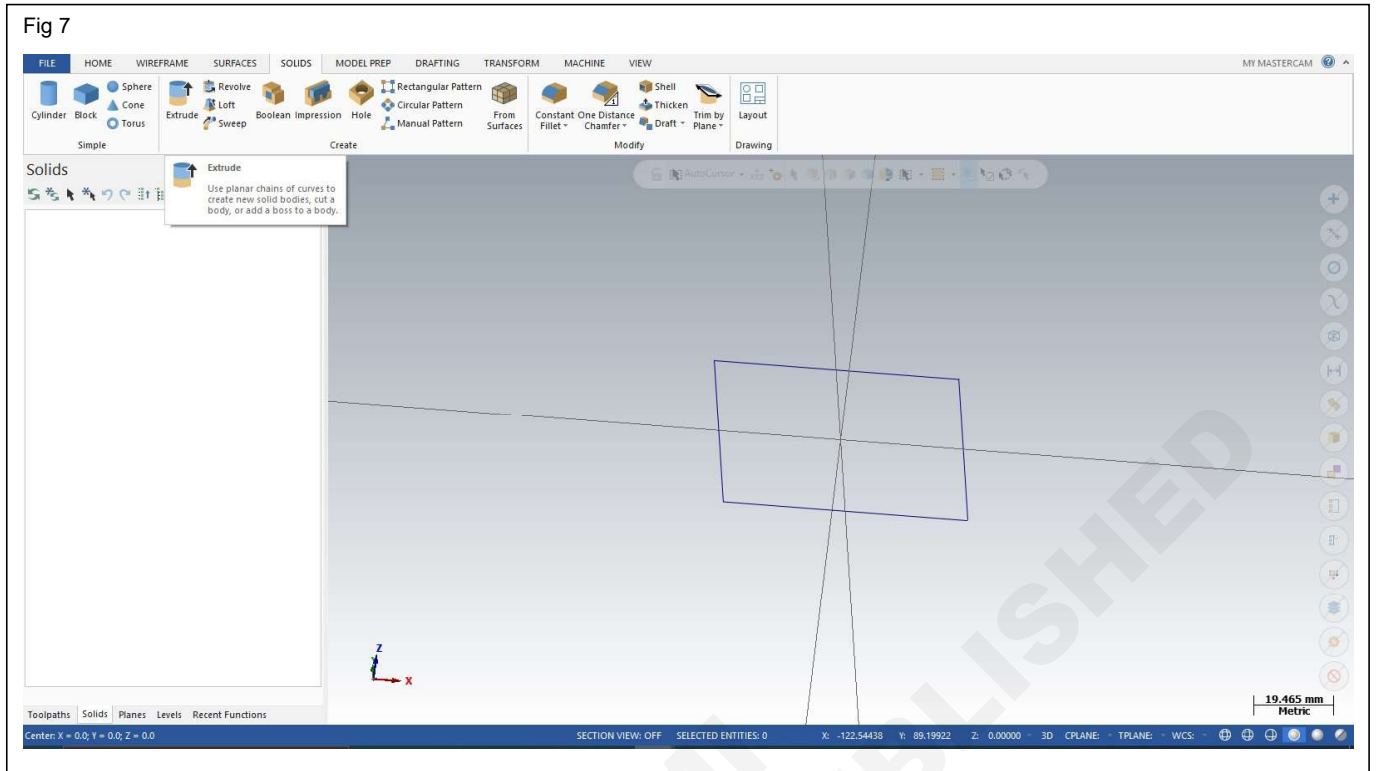 Fig 7
FILE HOME WIREFRAME SURFACES SOLIDS MODEL PREP DRAFTING TRANSFORM MACHINE VIEW MY MASTERCAM
Cylinder Block Sphere Cone Torus
Simple
Extrude Revolve Loft Sweep Boolean Impression Hole Rectangular Pattern Circular Pattern Manual Pattern From Surfaces
Create
Constant Fillet One Distance Chamfer Shell Thicken Draft Trim by Plane
Modify
Layout
Drawing
Solids
Extrude
Use planar chains of curves to
create new solid bodies, cut a
body, or add a boss to a body.
AutoCursor
Z
X
19.465 mm
Metric
Toolpaths Solids Planes Levels Recent Functions
Center: X = 0.0; Y = 0.0; Z = 0.0 SECTION VIEW: OFF SELECTED ENTITIES: 0 X: -122.54438 Y: 89.19922 Z: 0.00000 3D CPLANE: TPLANE: WCS: